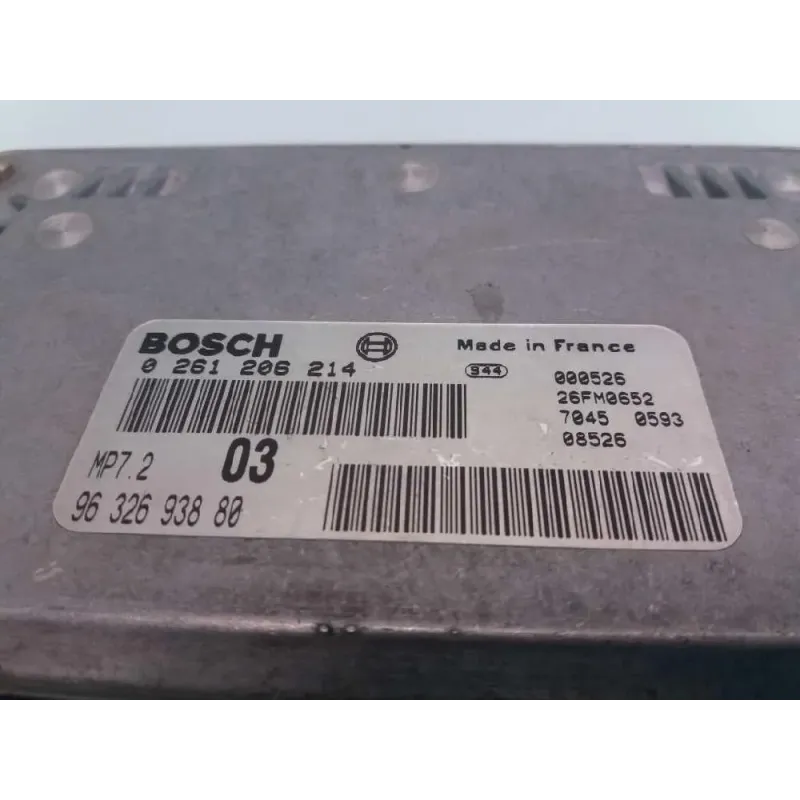 BOSCH Made in France
0 261 206 214 944 000526
26FM0652
7045 0593
08526
MP7.2 03
96 326 938 80